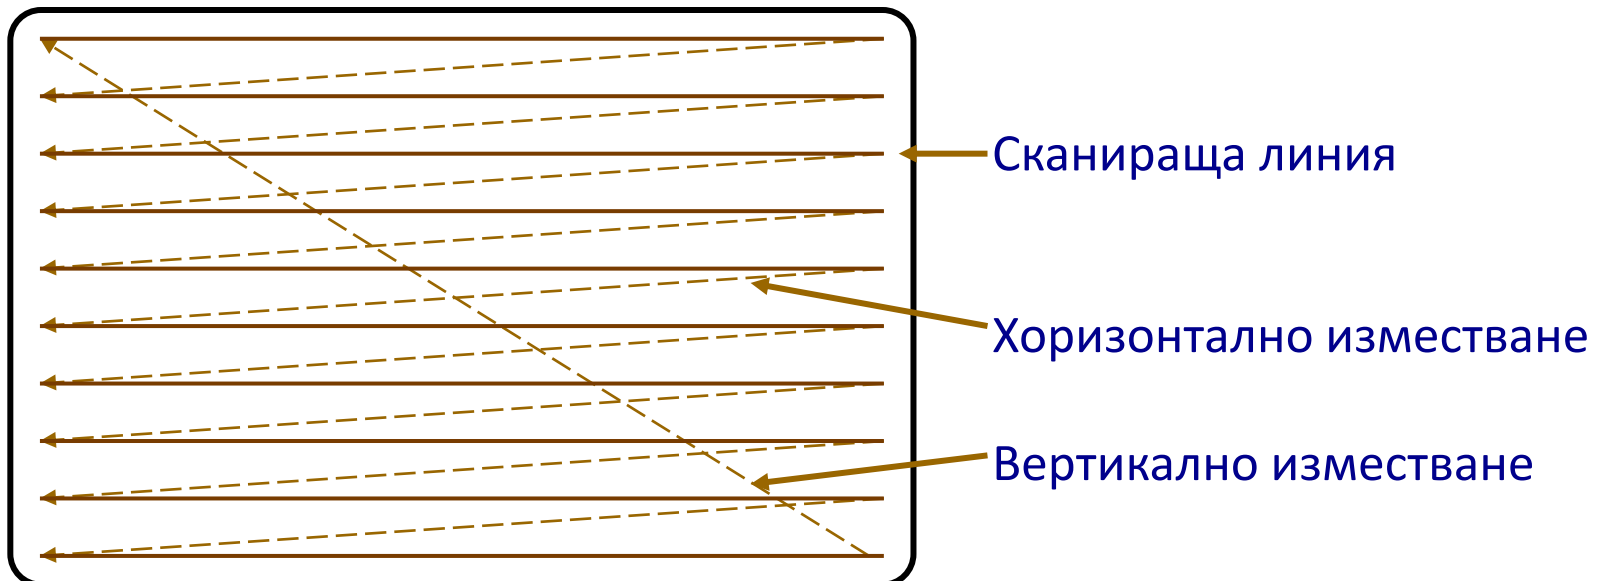 Сканираща линия
Хоризонтално изместване
Вертикално изместване